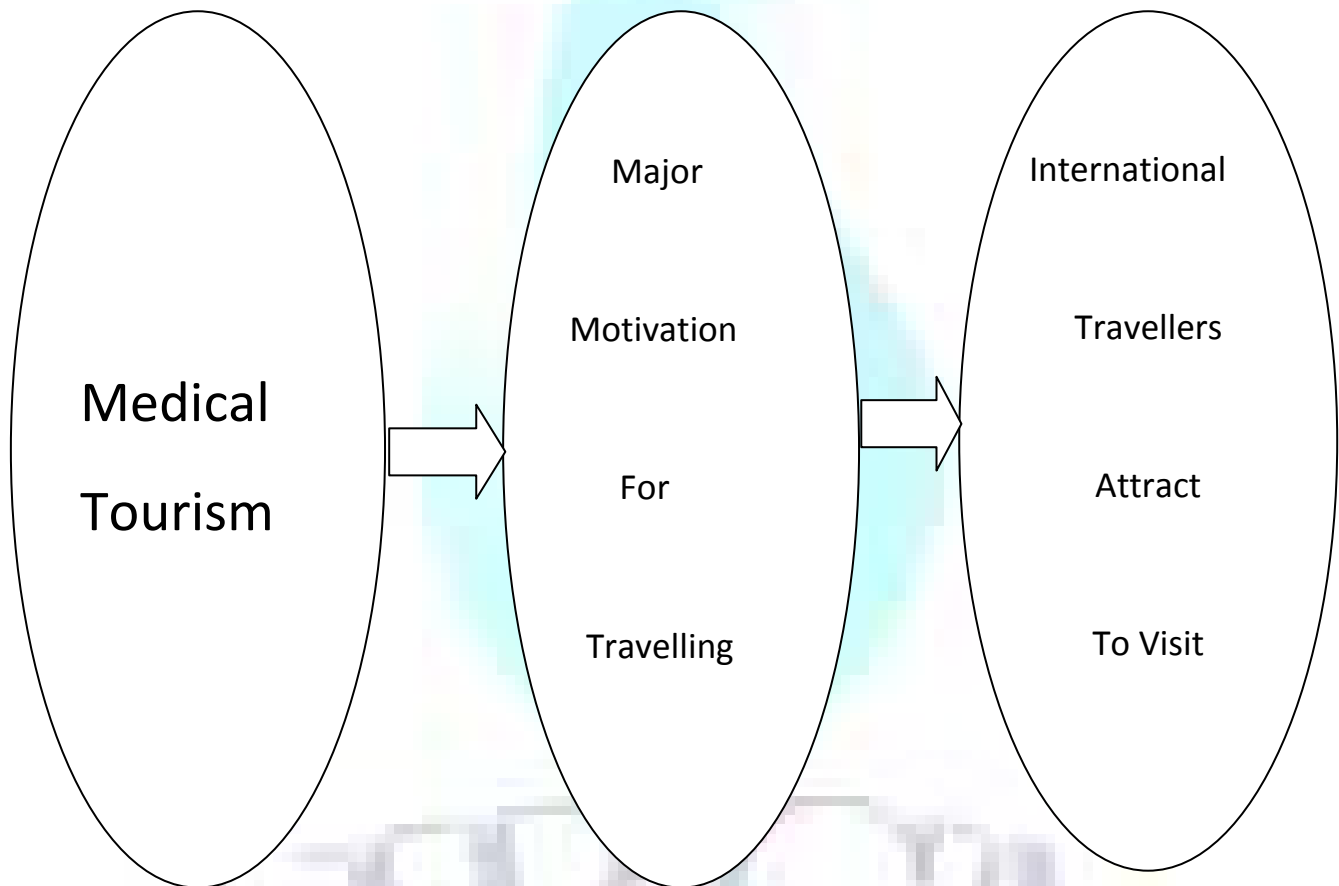 Medical
Tourism
Major
Motivation
For
Travelling
International
Travellers
Attract
To Visit